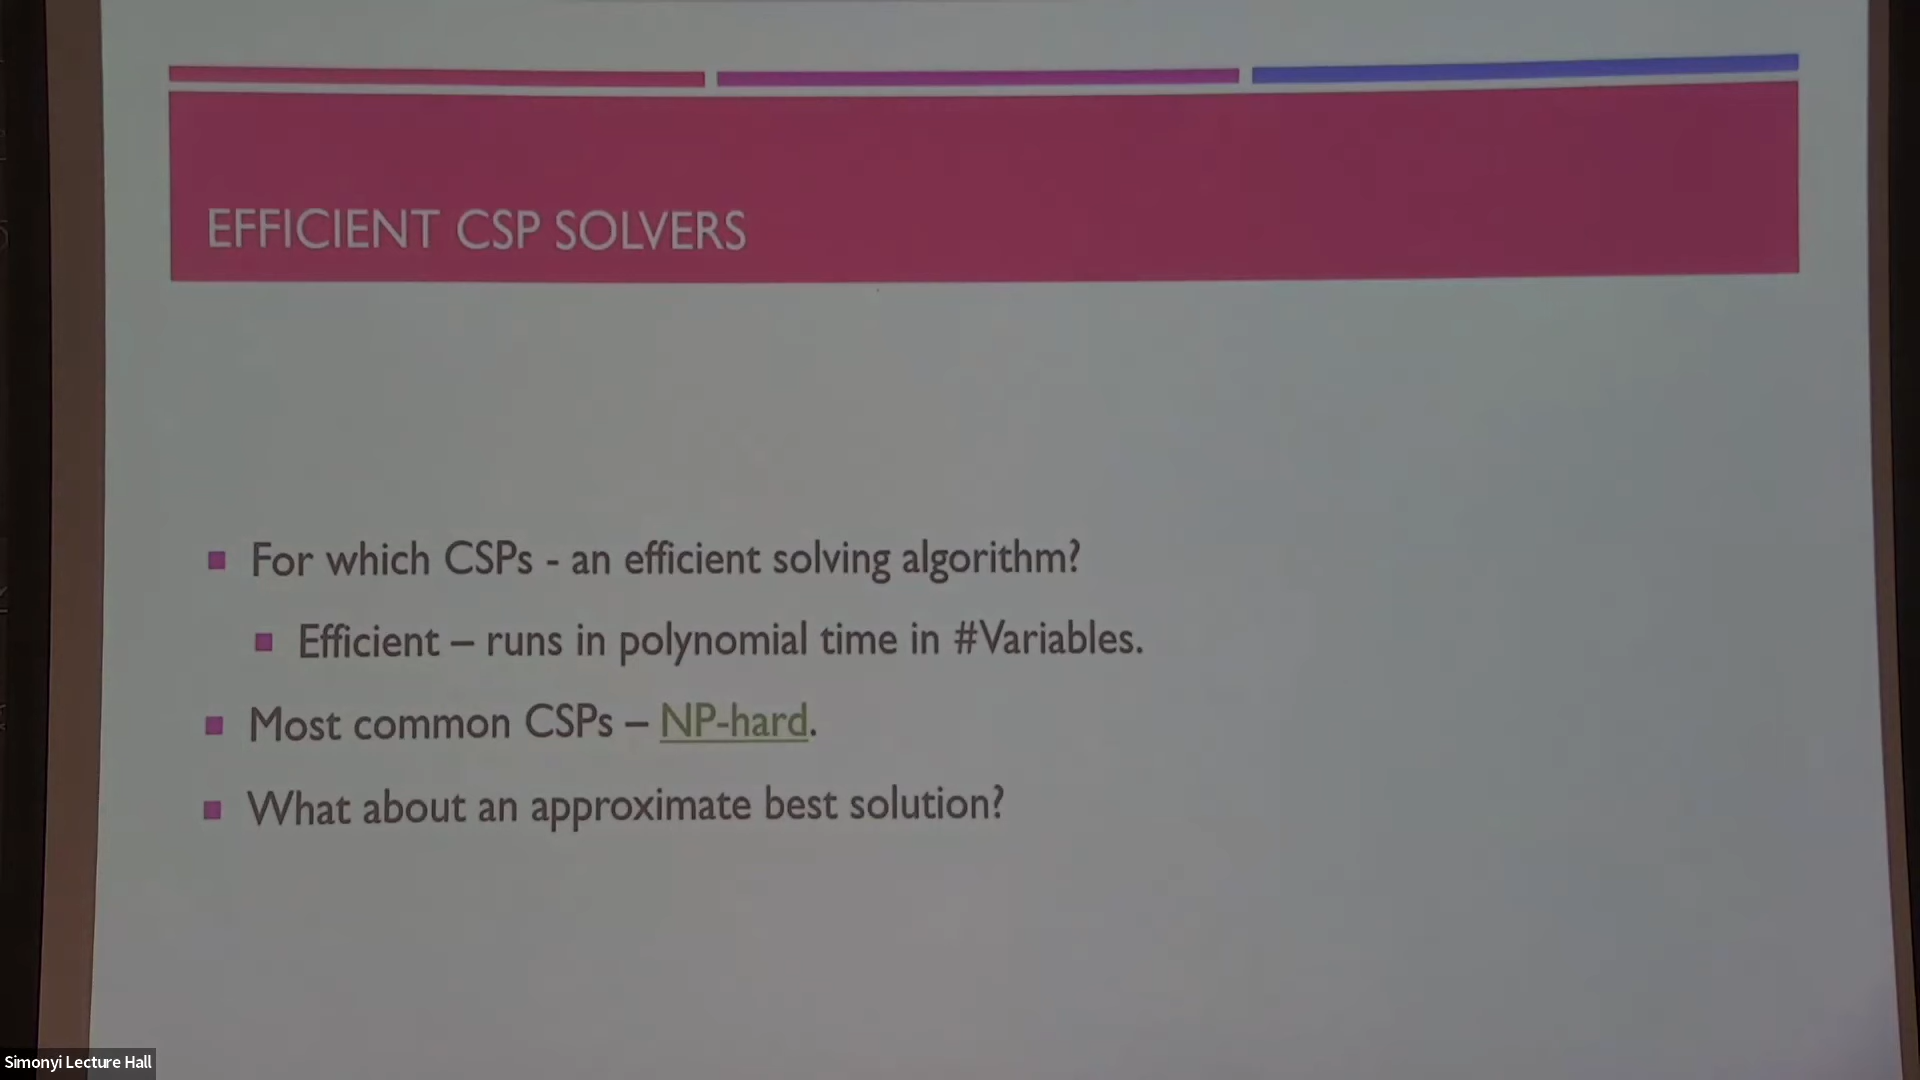 EFFICIENT CSP SOLVERS
For which CSPs - an efficient solving algorithm?
Efficient – runs in polynomial time in #Variables.
Most common CSPs – NP-hard.
What about an approximate best solution?
Simonyi Lecture Hall